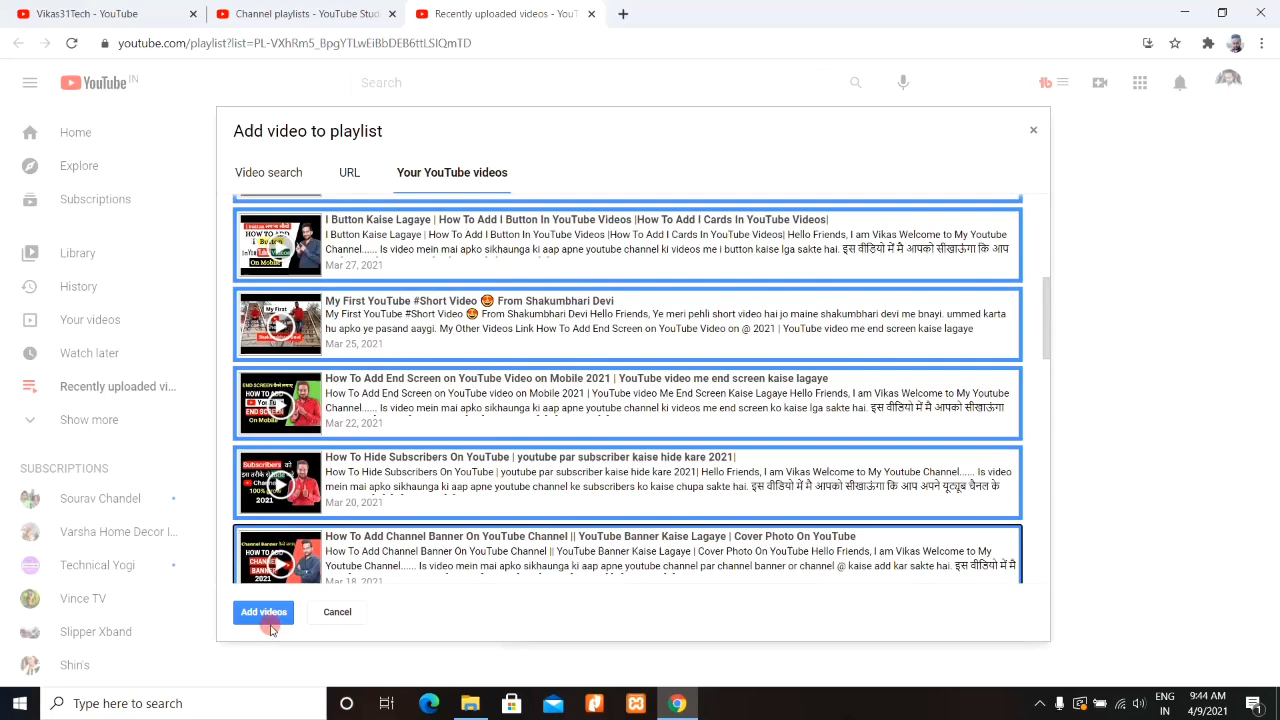 Vikas31Tech - YouTube
Channel customisation - YouTube
Recently uploaded videos - YouT
youtube.com/playlist?list=PL-VXhRm5_BpgYTLwEiBbDEB6ttLSIQmTD
YouTube IN
Search
Home
Explore
Subscriptions
Library
History
Your videos
Watch later
Recently uploaded vi...
Show more
SUBSCRIPTIONS
Sourav Chandel
Varsha Home Decor I...
Technical Yogi
Vince TV
Slipper Xband
Shin's
Add video to playlist
Video search URL Your YouTube videos
I Button Kaise Lagaye | How To Add I Button In YouTube Videos |How To Add I Cards In YouTube Videos|
I Button Kaise Lagaye | How To Add I Button In YouTube Videos |How To Add I Cards In YouTube Videos| Hello Friends, I am Vikas Welcome to My Youtube
Channel...... Is video mein mai apko sikhaunga ki aap apne youtube channel ki videos me i button kaise lga sakte hai. इस वीडियो में मै आपको सीखाऊंगा कि आप
Mar 27, 2021
My First YouTube #Short Video 🤩 From Shakumbhari Devi
My First YouTube #Short Video 🤩 From Shakumbhari Devi Hello Friends, Ye meri pehli short video hai jo maine shakumbhari devi me bnayi. ummed karta
hu apko ye pasand aaygi. My Other Videos Link How To Add End Screen on YouTube Video on @ 2021 | YouTube video me end screen kaise lagaye
Mar 25, 2021
How To Add End Screen on YouTube Video on Mobile 2021 | YouTube video me end screen kaise lagaye
How To Add End Screen on YouTube video on Mobile 2021 | YouTube video Me End Screen Kaise Lagaye Hello Friends, I am Vikas Welcome to My Youtube
Channel...... Is video mein mai apko sikhaunga ki aap apne youtube channel ki videos me end screen ko kaise lga sakte hai. इस वीडियो में मै आपको सीखाऊंगा
Mar 22, 2021
How To Hide Subscribers On YouTube | youtube par subscriber kaise hide kare 2021|
How To Hide Subscribers On YouTube | youtube par subscriber kaise hide kare 2021| Hello Friends, I am Vikas Welcome to My Youtube Channel...... Is video
mein mai apko sikhaunga ki aap apne youtube channel ke subscribers ko kaise chupa sakte hai. इस वीडियो में मै आपको सीखाऊंगा कि आप अपने यूट्यूब चैनल के
Mar 20, 2021
How To Add Channel Banner On YouTube Channel || YouTube Banner Kaise Lagaye | Cover Photo On YouTube
How To Add Channel Banner On YouTube Channel || YouTube Banner Kaise Lagaye |Cover Photo On YouTube Hello Friends, I am Vikas Welcome to My
Youtube Channel...... Is video mein mai apko sikhaunga ki aap apne youtube channel par channel banner or channel @ kaise add kar sakte hai. इस वीडियो में मै
Mar 18, 2021
Add videos Cancel
Type here to search
ENG
IN
9:44 AM
4/9/2021